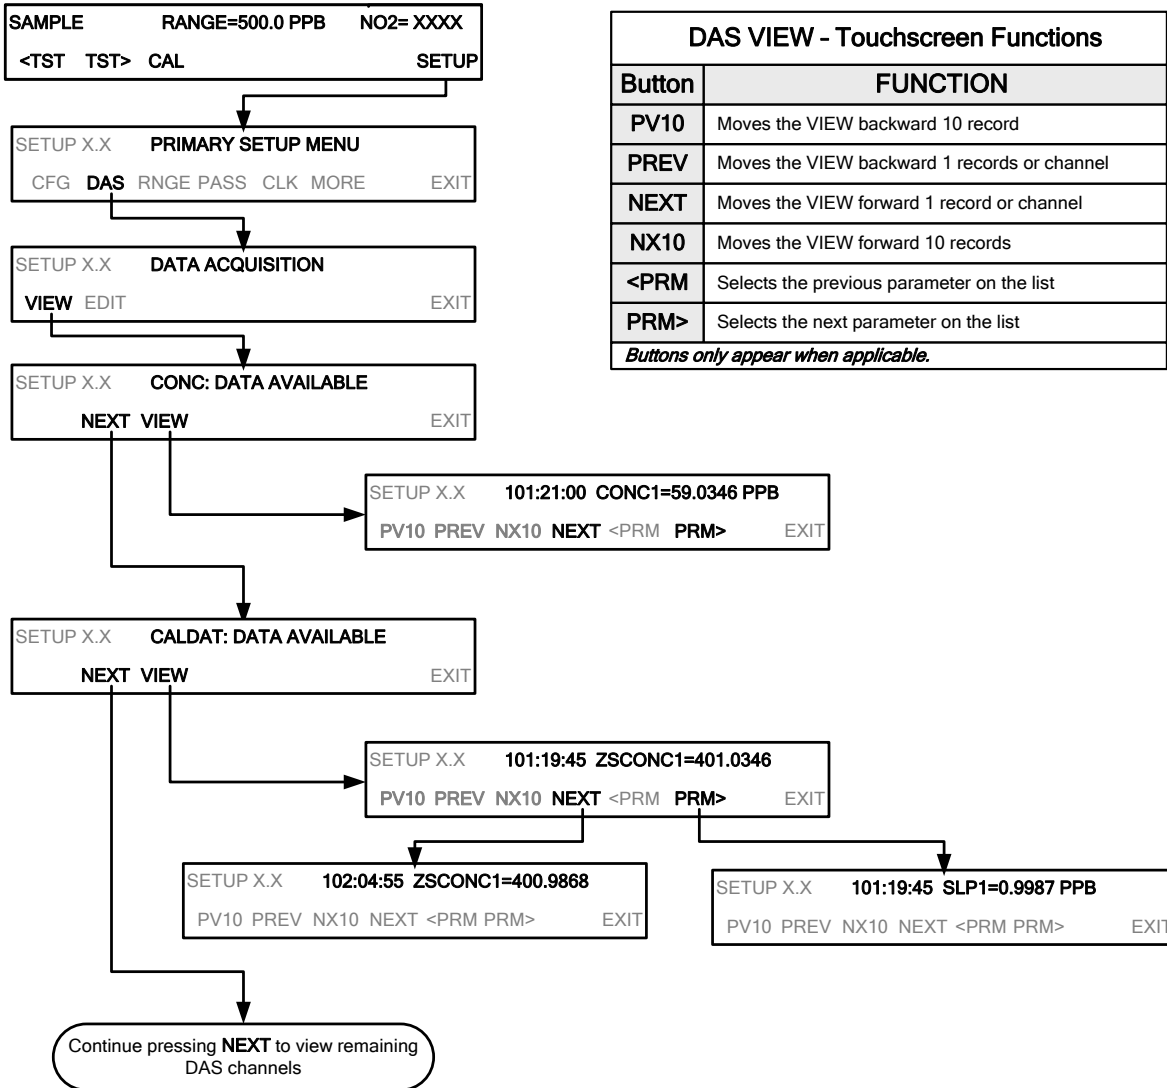 SAMPLE RANGE=500.0 PPB NO2= XXXX
<TST TST> CAL SETUP
SETUP X.X PRIMARY SETUP MENU
CFG DAS RNGE PASS CLK MORE EXIT
SETUP X.X DATA ACQUISITION
VIEW EDIT EXIT
SETUP X.X CONC: DATA AVAILABLE
NEXT VIEW EXIT
SETUP X.X 101:21:00 CONC1=59.0346 PPB
PV10 PREV NX10 NEXT <PRM PRM> EXIT
SETUP X.X CALDAT: DATA AVAILABLE
NEXT VIEW EXIT
SETUP X.X 101:19:45 ZSCONC1=401.0346
PV10 PREV NX10 NEXT <PRM PRM> EXIT
SETUP X.X 102:04:55 ZSCONC1=400.9868
PV10 PREV NX10 NEXT <PRM PRM> EXIT
SETUP X.X 101:19:45 SLP1=0.9987 PPB
PV10 PREV NX10 NEXT <PRM PRM> EXIT
Continue pressing NEXT to view remaining
DAS channels
DAS VIEW - Touchscreen Functions
Button FUNCTION
PV10 Moves the VIEW backward 10 record
PREV Moves the VIEW backward 1 records or channel
NEXT Moves the VIEW forward 1 record or channel
NX10 Moves the VIEW forward 10 records
<PRM Selects the previous parameter on the list
PRM> Selects the next parameter on the list
Buttons only appear when applicable.